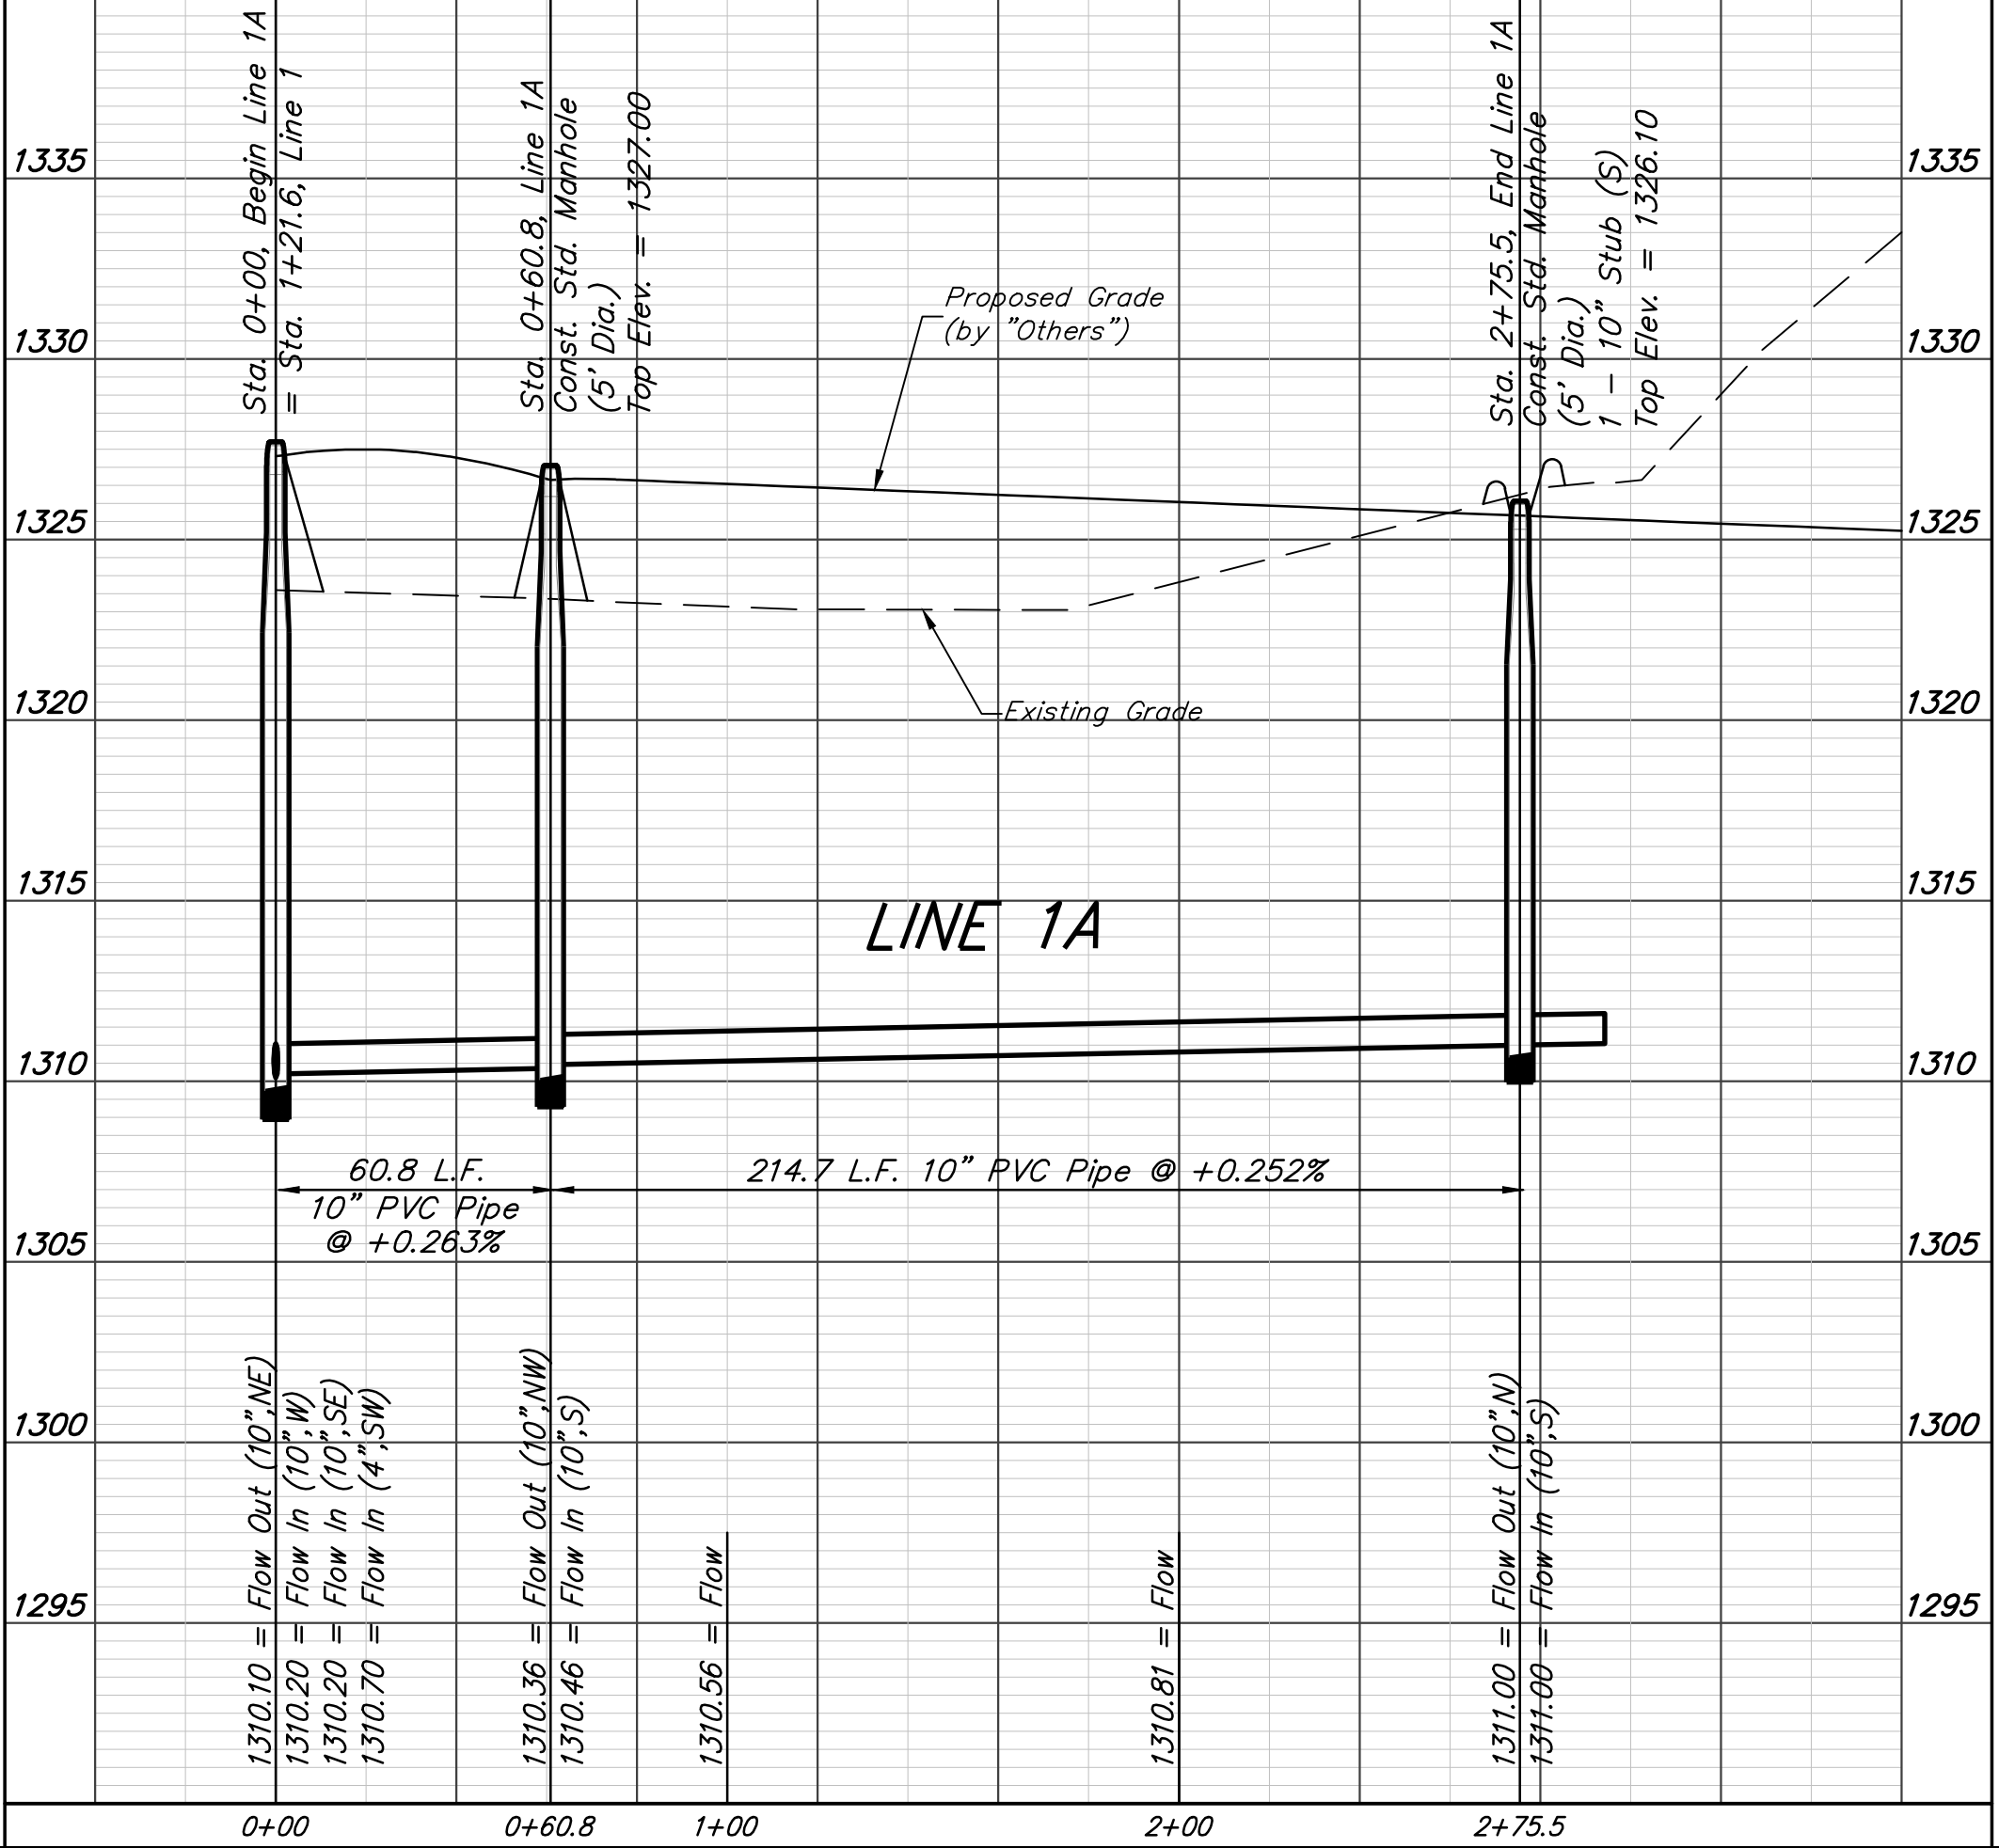 Sta. 0+00, Begin Line 1A
= Sta. 1+21.6, Line 1
Sta. 0+60.8, Line 1A
Const. Std. Manhole
(5' Dia.)
Top Elev. = 1327.00
Sta. 2+75.5, End Line 1A
Const. Std. Manhole
(5' Dia.)
1 - 10" Stub (S)
Top Elev. = 1326.10
1335
1335
Proposed Grade
(by "Others")
1330
1330
1325
1325
1320
1320
Existing Grade
1315
1315
LINE 1A
1310
1310
60.8 L.F.
10" PVC Pipe
@ +0.263%
214.7 L.F. 10" PVC Pipe @ +0.252%
1305
1305
1300
1300
1295
1295
1310.10 = Flow Out (10",NE)
1310.20 = Flow In (10",W)
1310.20 = Flow In (10",SE)
1310.70 = Flow In (4",SW)
1310.36 = Flow Out (10",NW)
1310.46 = Flow In (10",S)
1310.56 = Flow
1310.81 = Flow
1311.00 = Flow Out (10",N)
1311.00 = Flow In (10",S)
0+00
0+60.8
1+00
2+00
2+75.5